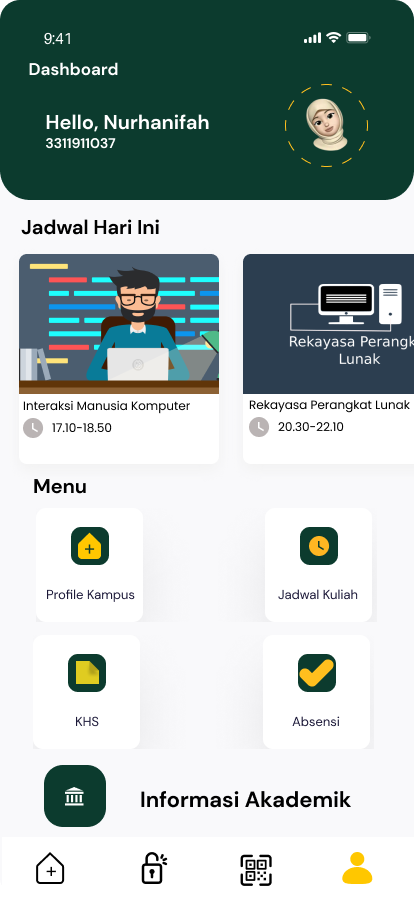 9:41
Dashboard
Hello, Nurhanifah
3311911037
Jadwal Hari Ini
Rekayasa Perangk
Lunak
Interaksi Manusia Komputer
Rekayasa Perangkat Lunak
17.10-18.50
20.30-22.10
Menu
Profile Kampus
Jadwal Kuliah
KHS
Absensi
Informasi Akademik